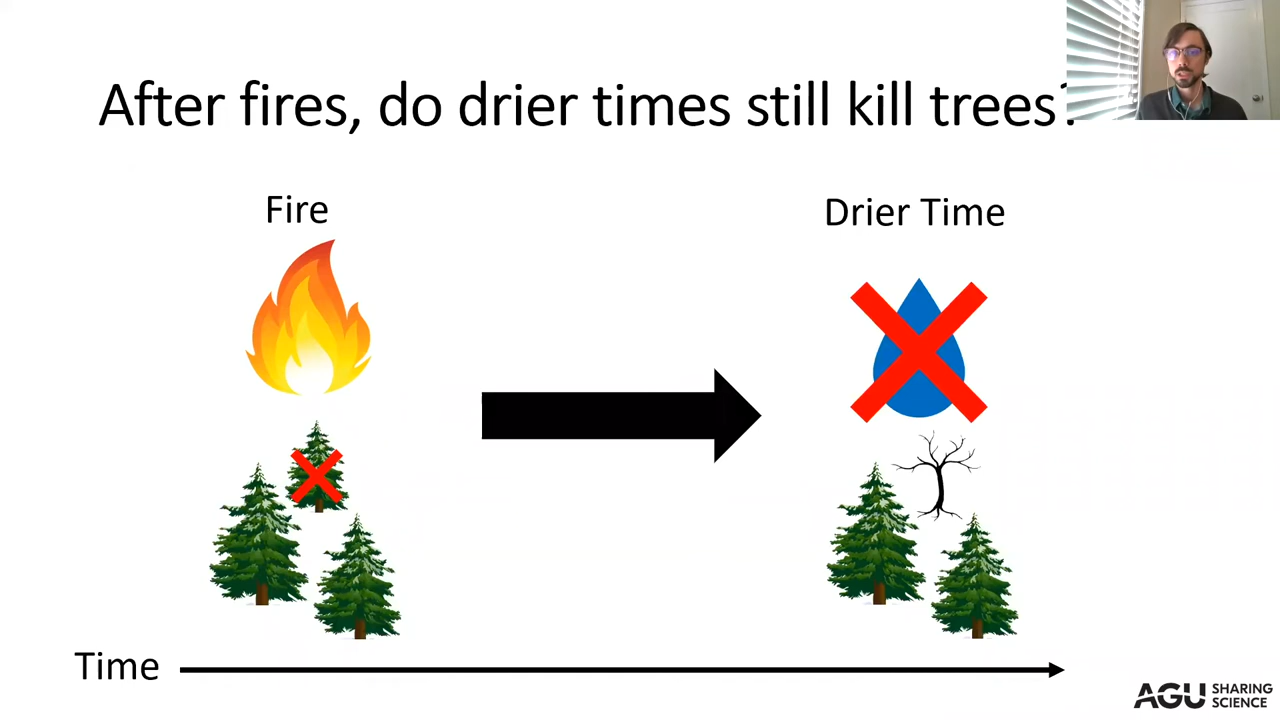 After fires, do drier times still kill trees?
Fire
Drier Time
Time
AGU SHARING
SCIENCE